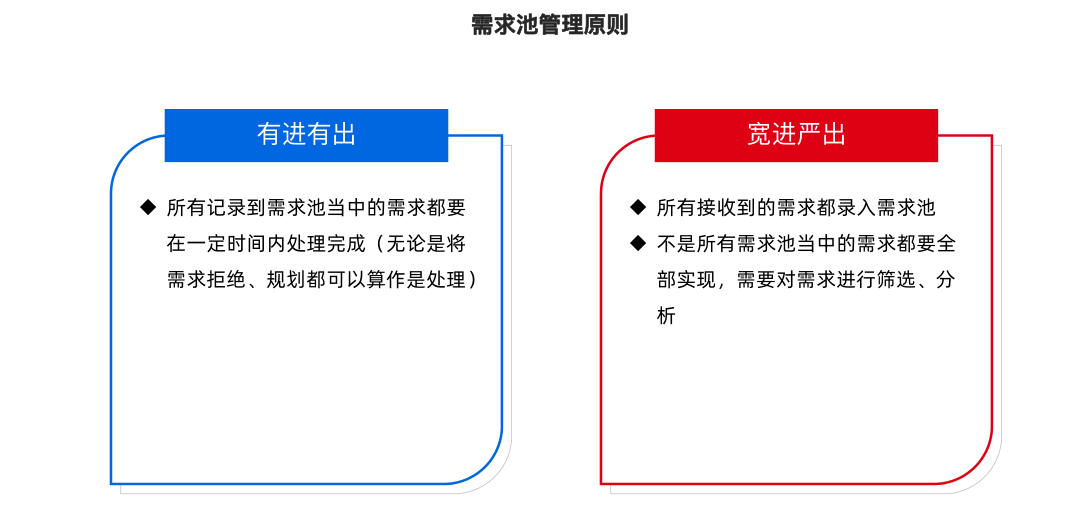 需求池管理原则
有进有出
◆ 所有记录到需求池当中的需求都要
在一定时间内处理完成（无论是将
需求拒绝、规划都可以算作是处理）
宽进严出
◆ 所有接收到的需求都录入需求池
◆ 不是所有需求池当中的需求都要全
部实现，需要对需求进行筛选、分
析